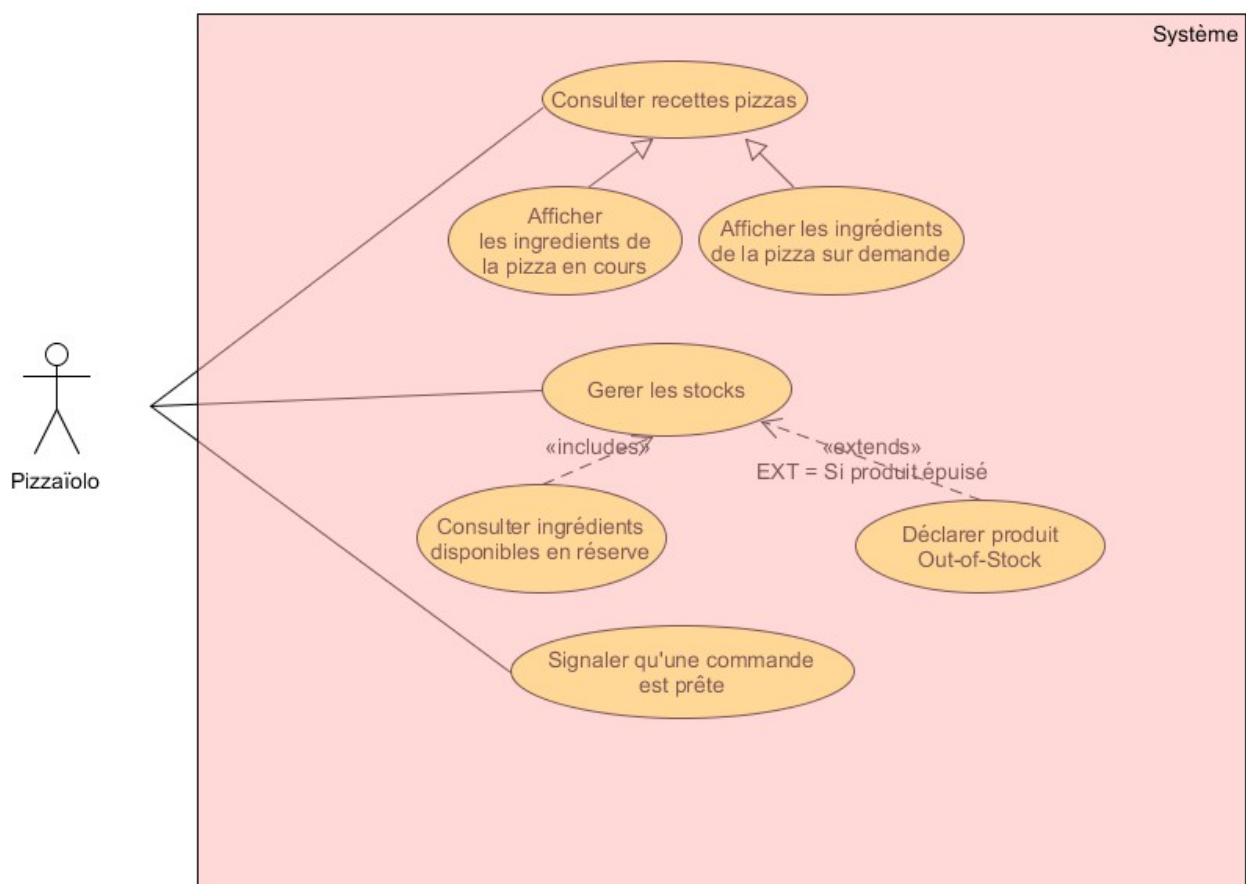 Système
Consulter recettes pizzas
Afficher
les ingredients de
la pizza en cours
Afficher les ingrédients
de la pizza sur demande
Pizzaïolo
Gerer les stocks
«includes»
«extends»
EXT = Si produit épuisé
Consulter ingrédients
disponibles en réserve
Déclarer produit
Out-of-Stock
Signaler qu'une commande
est prête